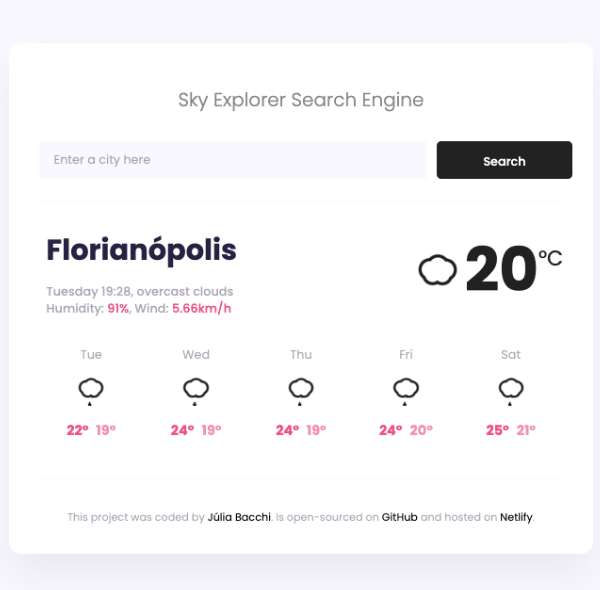 Sky Explorer Search Engine
Enter a city here Search
Florianópolis
20°C
Tuesday 19:28, overcast clouds
Humidity: 91%, Wind: 5.66km/h
Tue Wed Thu Fri Sat
22° 19° 24° 19° 24° 19° 24° 20° 25° 21°
This project was coded by Júlia Bacchi. Is open-sourced on GitHub and hosted on Netlify.